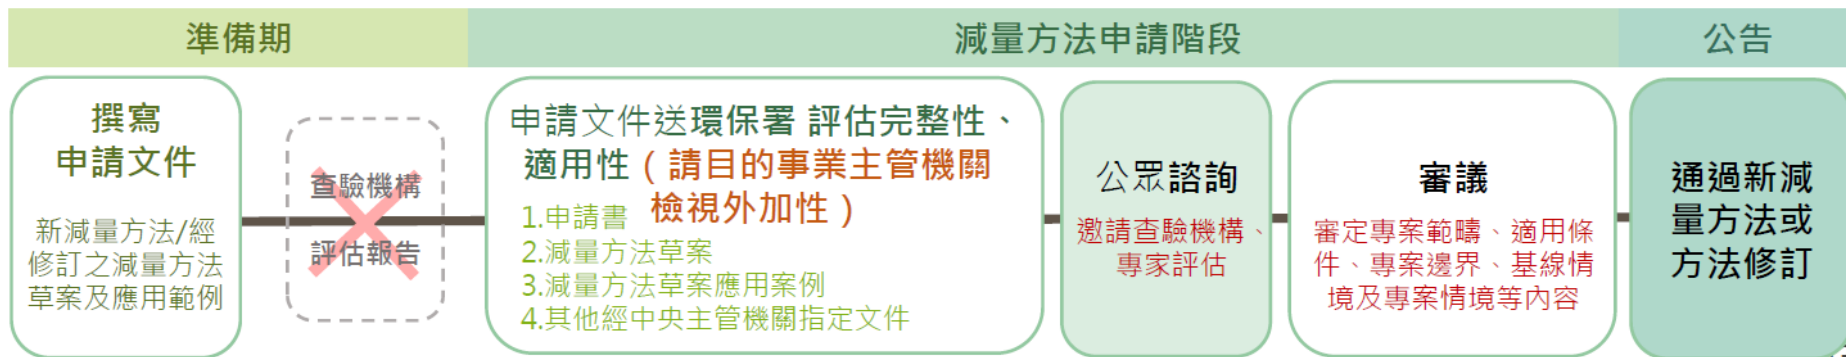 準備期
減量方法申請階段
公告
撰寫
申請文件
新減量方法/經
修訂之減量方法
草案及應用範例
查驗機構
評估報告
申請文件送環保署 評估完整性、
適用性(請目的事業主管機關
檢視外加性)
1.申請書
2.減量方法草案
3.減量方法草案應用案例
4.其他經中央主管機關指定文件
公眾諮詢
邀請查驗機構、
專家評估
審議
審定專案範疇、適用條
件、專案邊界、基線情
境及專案情境等內容
通過新減
量方法或
方法修訂